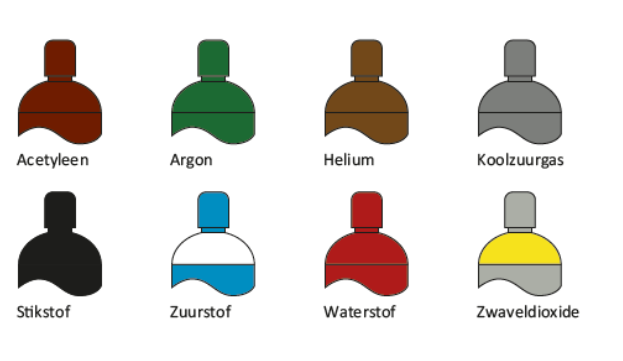 Acetyleen
Argon
Helium
Koolzuurgas
Stikstof
Zuurstof
Waterstof
Zwaveldioxide